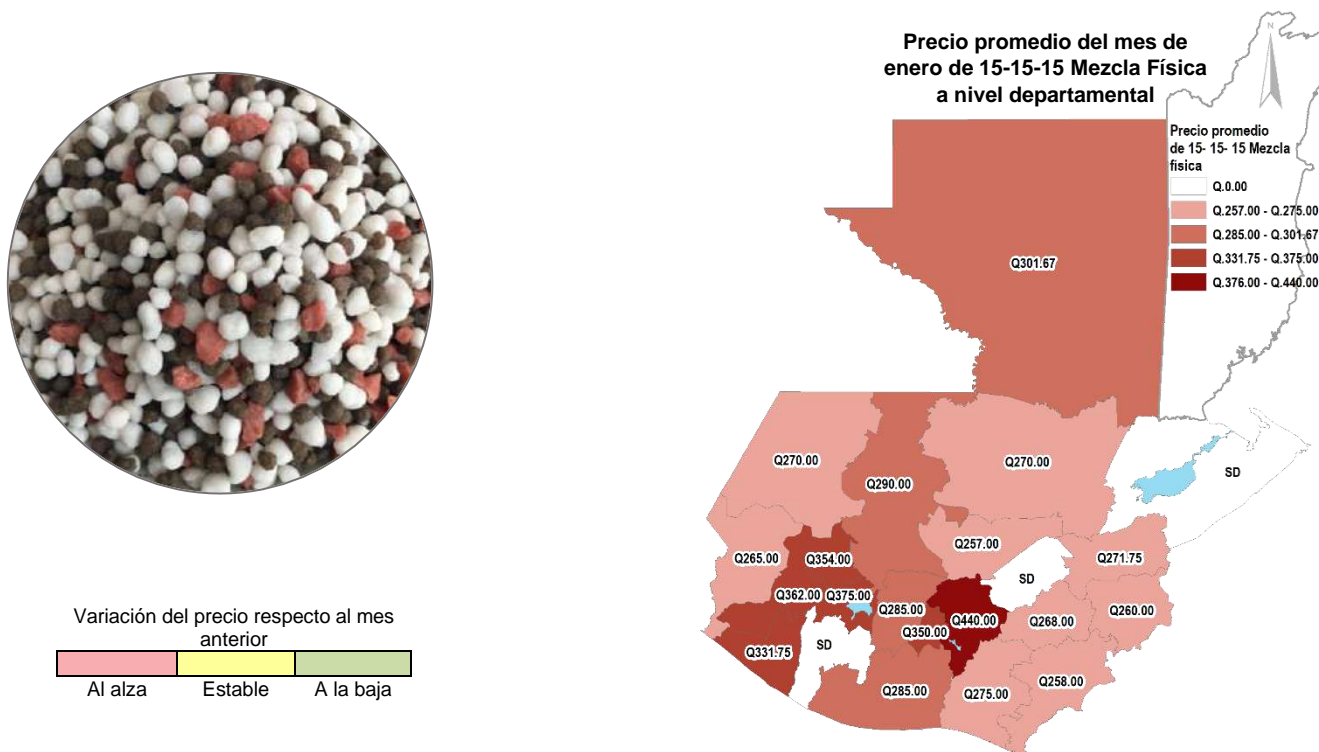 Precio promedio del mes de
enero de 15-15-15 Mezcla Física
a nivel departamental
N
Precio promedio
de 15- 15- 15 Mezcla
física
Q.0.00
Q.257.00 - Q.275.00
Q.285.00 - Q.301.67
Q.331.75 - Q.375.00
Q.376.00 - Q.440.00
Q301.67
Q270.00
Q290.00
Q270.00
SD
Q265.00
Q354.00
Q257.00
Q271.75
SD
Q362.00
Q375.00
Q285.00
Q440.00
Q268.00
Q260.00
Q350.00
Q331.75
SD
Q285.00
Q275.00
Q258.00
Variación del precio respecto al mes
anterior
Al alza
Estable
A la baja